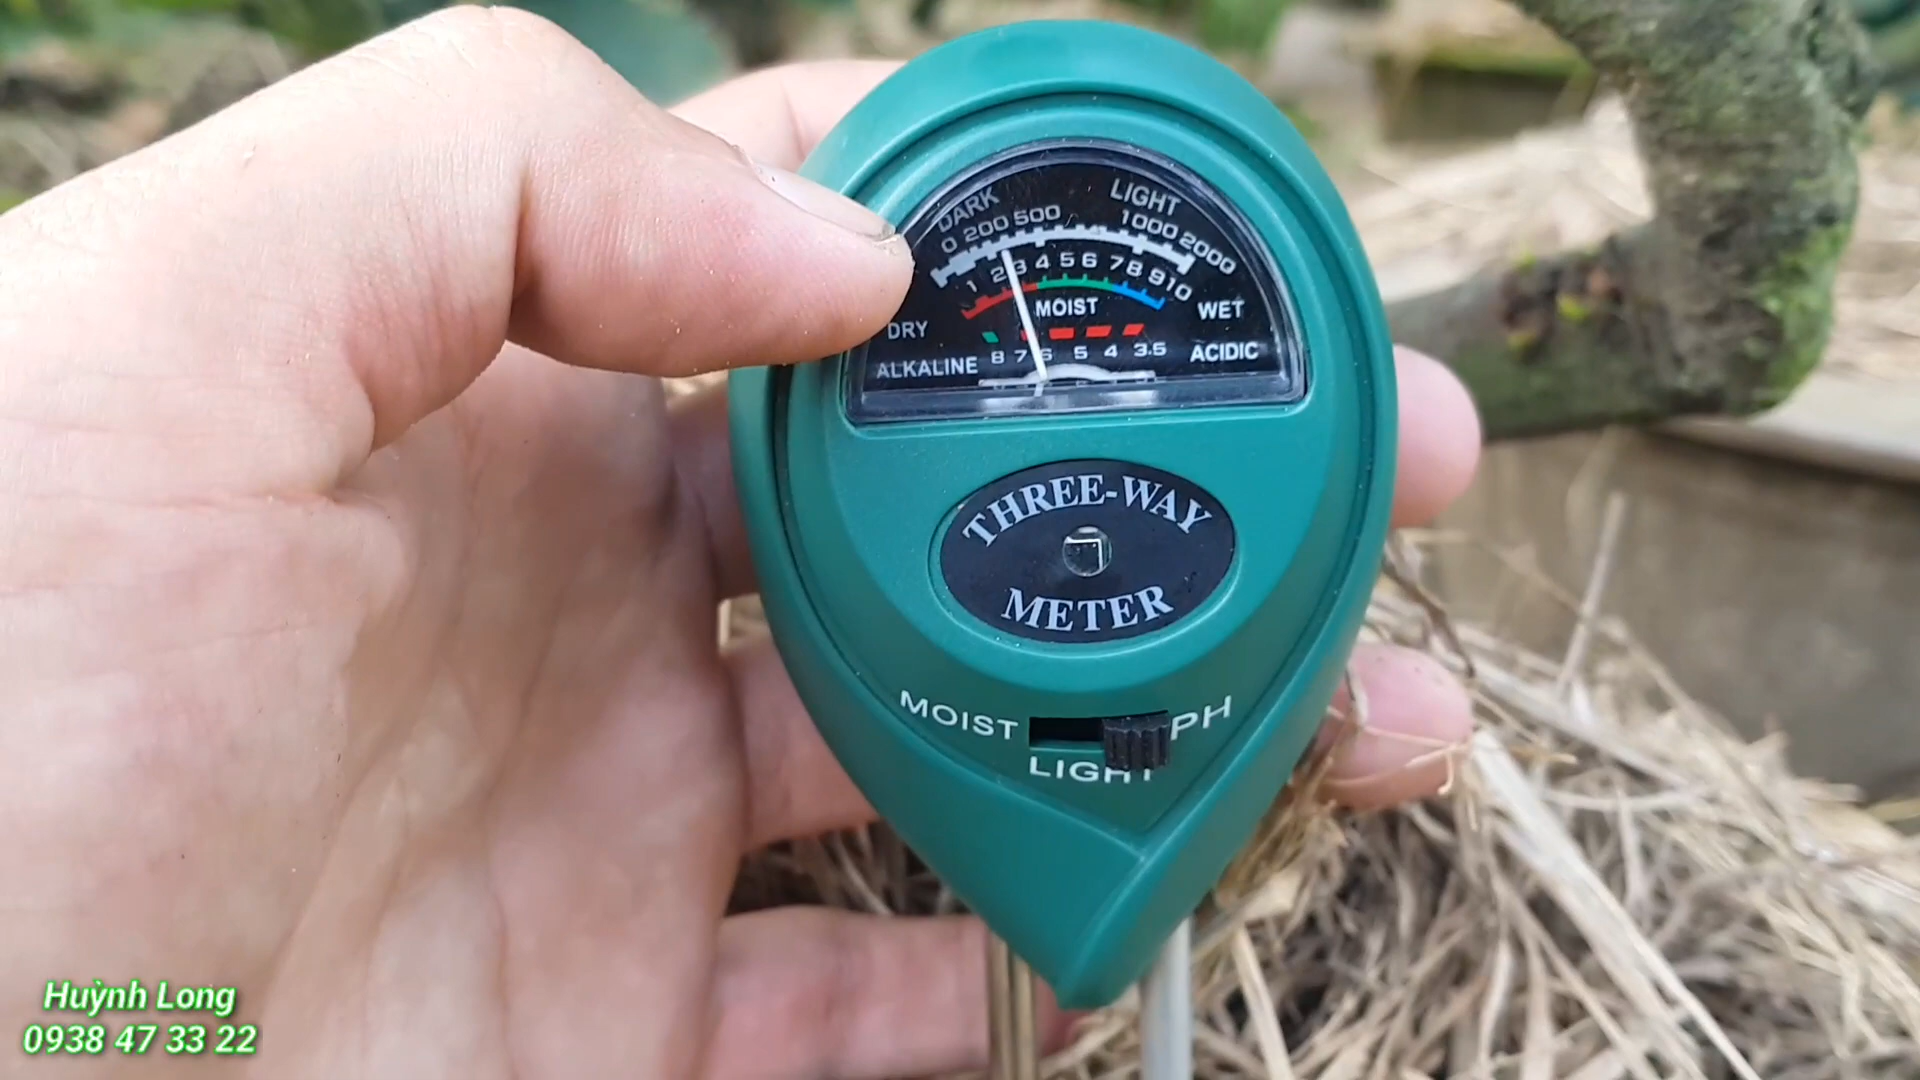 DARK LIGHT
0 200 500 1000 2000
1 2 3 4 5 6 7 8 9 10
DRY MOIST WET
ALKALINE 8 7 6 5 4 3.5 ACIDIC
THREE-WAY
METER
MOIST PH
LIGHT
Huỳnh Long
0938 47 33 22